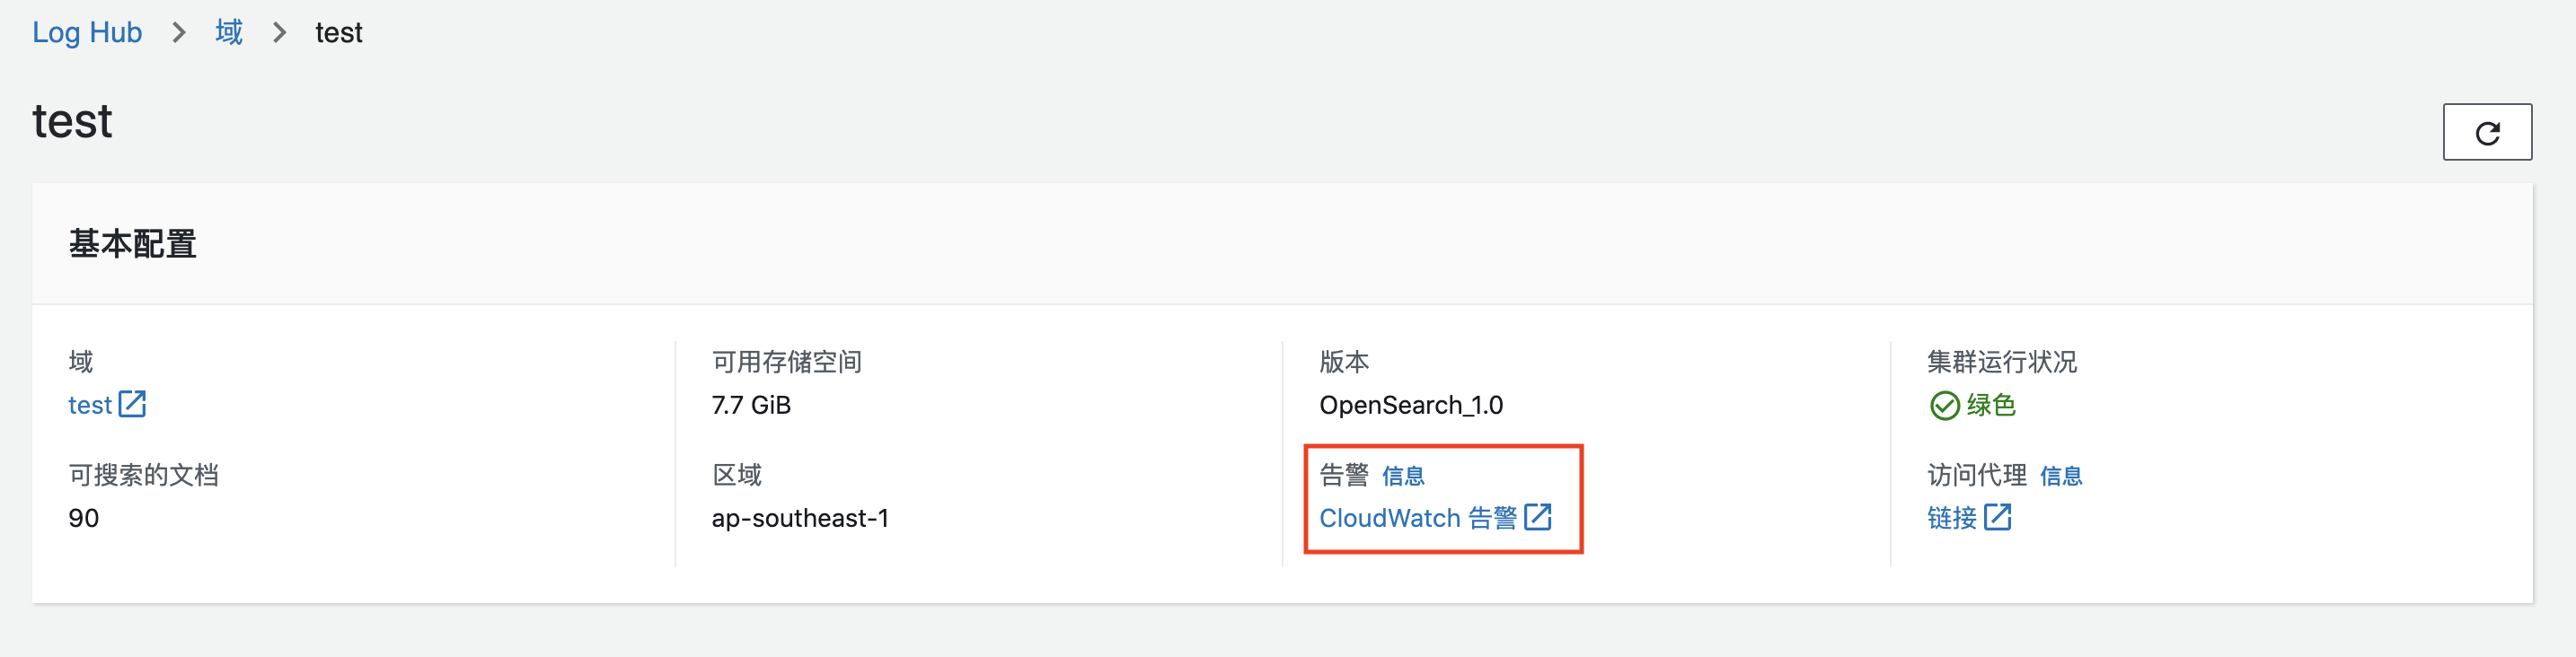 Log Hub > 域 > test
test
基本配置
域
test
可搜索的文档
90
可用存储空间
7.7 GiB
区域
ap-southeast-1
版本
OpenSearch_1.0
告警 信息
CloudWatch 告警
集群运行状况
绿色
访问代理 信息
链接